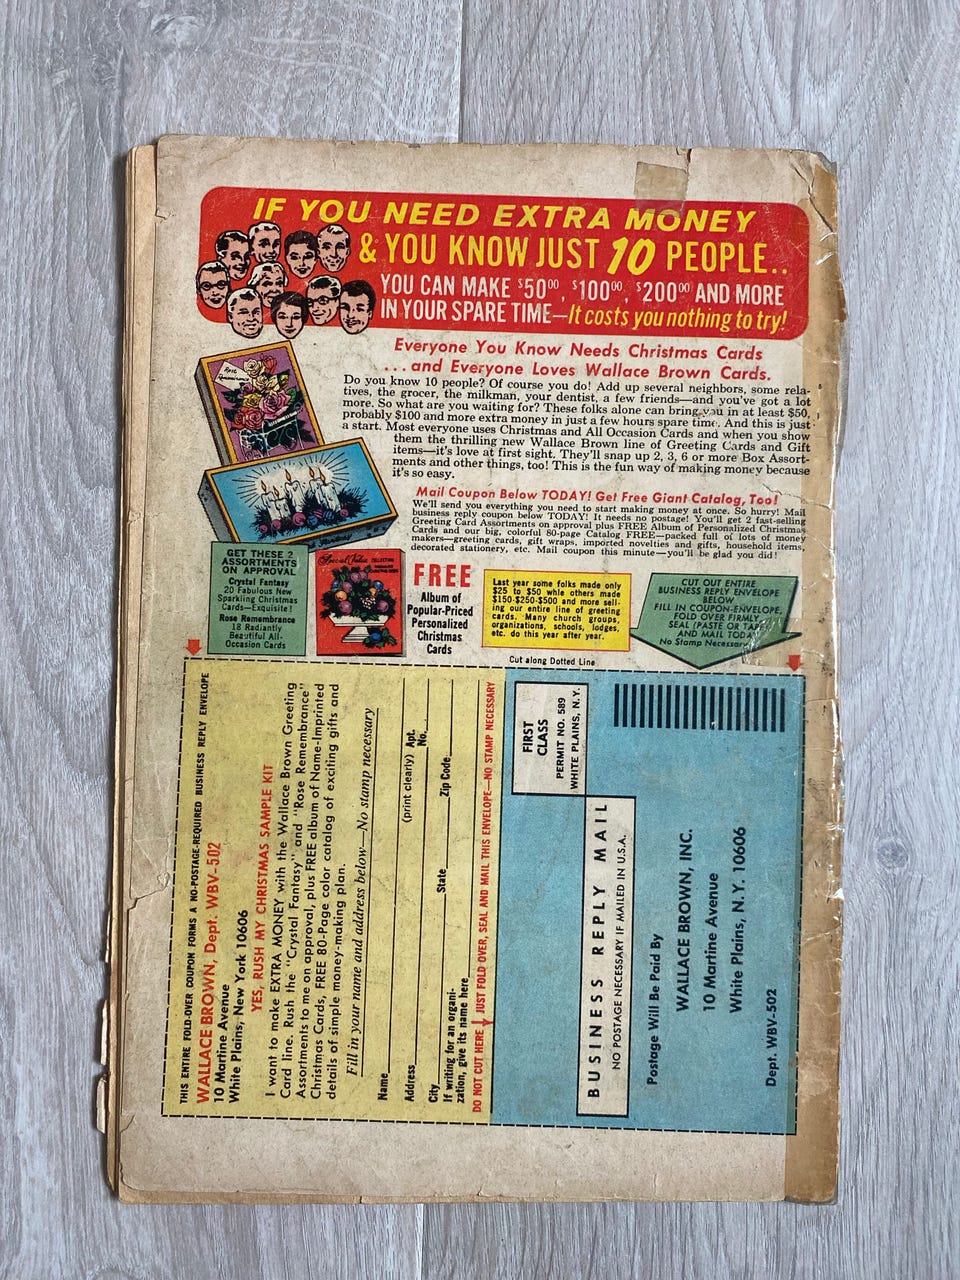 IF YOU NEED EXTRA MONEY
& YOU KNOW JUST 10 PEOPLE..
YOU CAN MAKE $50⁰⁰, $100⁰⁰, $200⁰⁰ AND MORE
IN YOUR SPARE TIME—It costs you nothing to try!
Everyone You Know Needs Christmas Cards
...and Everyone Loves Wallace Brown Cards.
Do you know 10 people? Of course you do! Add up several neighbors, some rela-
tives, the grocer, the milkman, your dentist, a few friends—and you've got a lot
more. So what are you waiting for? These folks alone can bring you in at least $50,
probably $100 and more extra money in just a few hours spare time. And this is just
a start. Most everyone uses Christmas and All Occasion Cards and when you show
them the thrilling new Wallace Brown line of Greeting Cards and Gift
items—it's love at first sight. They'll snap up 2, 3, 6 or more Box Assort-
ments and other things, too! This is the fun way of making money because
it's so easy.
Rose Remembrance
Mail Coupon Below TODAY! Get Free Giant Catalog, Too!
We'll send you everything you need to start making money at once. So hurry! Mail
business reply coupon below TODAY! It needs no postage! You'll get 2 fast-selling
Greeting Card Assortments on approval plus FREE Album of Personalized Christmas
Cards and our big, colorful 80-page Catalog FREE—packed full of lots of money
makers—greeting cards, gift wraps, imported novelties and gifts, household items,
decorated stationery, etc. Mail coupon this minute—you'll be glad you did!
GET THESE 2
ASSORTMENTS
ON APPROVAL
Crystal Fantasy
20 Fabulous New
Sparkling Christmas
Cards—Exquisite!
Rose Remembrance
18 Radiantly
Beautiful All-
Occasion Cards
Special Value COLLECTION
FREE
Album of
Popular-Priced
Personalized
Christmas
Cards
Last year some folks made only
$25 to $50 while others made
$150-$250-$500 and more sell-
ing our entire line of greeting
cards. Many church groups,
organizations, schools, lodges,
etc. do this year after year.
CUT OUT ENTIRE
BUSINESS REPLY ENVELOPE
BELOW
FILL IN COUPON-ENVELOPE,
FOLD OVER FIRMLY,
SEAL (PASTE OR TAPE)
AND MAIL TODAY
No Stamp Necessary
Cut along Dotted Line
THIS ENTIRE FOLD-OVER COUPON FORMS A NO-POSTAGE-REQUIRED BUSINESS REPLY ENVELOPE
WALLACE BROWN, Dept. WBV-502
10 Martine Avenue
White Plains, New York 10606
YES, RUSH MY CHRISTMAS SAMPLE KIT
I want to make EXTRA MONEY with the Wallace Brown Greeting
Card line. Rush the "Crystal Fantasy" and "Rose Remembrance"
Assortments to me on approval, plus FREE album of Name-Imprinted
Christmas Cards, FREE 80-Page color catalog of exciting gifts and
details of simple money-making plan.
Fill in your name and address below—No stamp necessary
Name
(print clearly)
Address Apt. No.
City State Zip Code
If writing for an organi-
zation, give its name here
DO NOT CUT HERE JUST FOLD OVER, SEAL AND MAIL THIS ENVELOPE—NO STAMP NECESSARY
FIRST
CLASS
PERMIT NO. 589
WHITE PLAINS, N.Y.
BUSINESS REPLY MAIL
NO POSTAGE NECESSARY IF MAILED IN U.S.A.
Postage Will Be Paid By
WALLACE BROWN, INC.
10 Martine Avenue
White Plains, N.Y. 10606
Dept. WBV-502